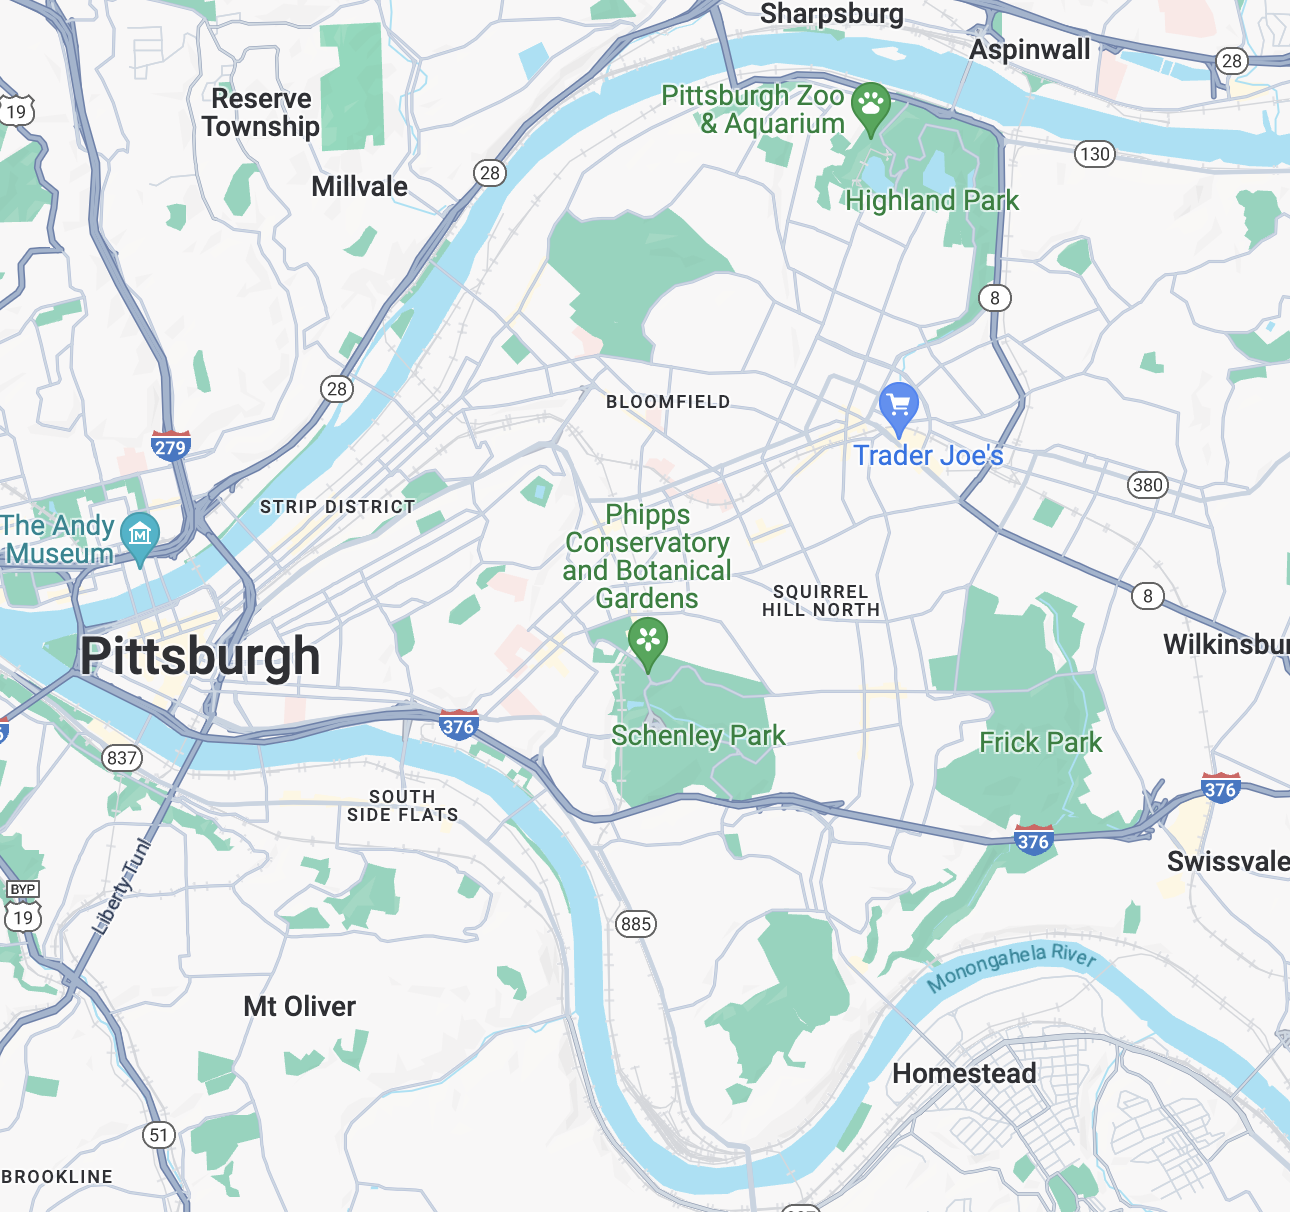 Sharpsburg
Aspinwall
28
19
Reserve
Township
Pittsburgh Zoo
& Aquarium
130
28
Millvale
Highland Park
8
28
BLOOMFIELD
279
Trader Joe's
380
STRIP DISTRICT
The Andy
Museum
Phipps
Conservatory
and Botanical
Gardens
SQUIRREL
HILL NORTH
8
Pittsburgh
Wilkinsbur
376
Schenley Park
Frick Park
837
376
SOUTH
SIDE FLATS
376
Swissvale
Liberty Tunl
BYP
19
885
Monongahela River
Mt Oliver
Homestead
51
BROOKLINE